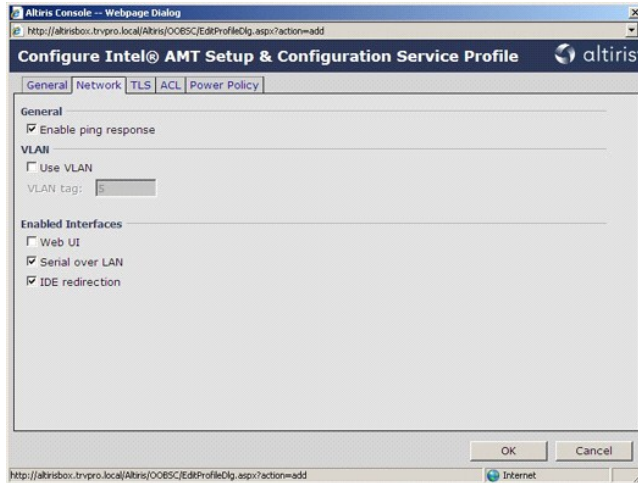 Altiris Console -- Webpage Dialog
http://altirisbox.trvpro.local/Altiris/OOBSC/EditProfileDlg.aspx?action=add
Configure Intel® AMT Setup & Configuration Service Profile
altiris
General Network TLS ACL Power Policy
General
Enable ping response
VLAN
Use VLAN
VLAN tag: 5
Enabled Interfaces
Web UI
Serial over LAN
IDE redirection
OK Cancel
http://altirisbox.trvpro.local/Altiris/OOBSC/EditProfileDlg.aspx?action=add Internet